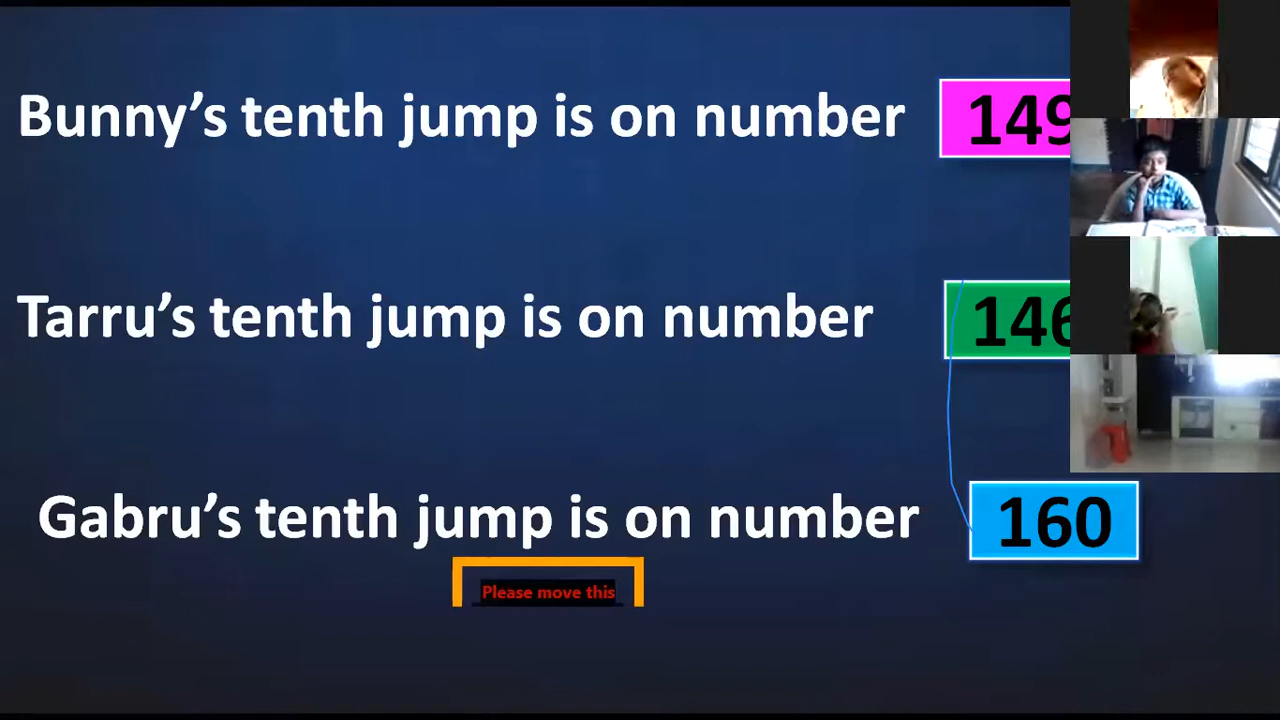 Bunny’s tenth jump is on number 149
Tarru’s tenth jump is on number 146
Gabru’s tenth jump is on number 160
Please move this